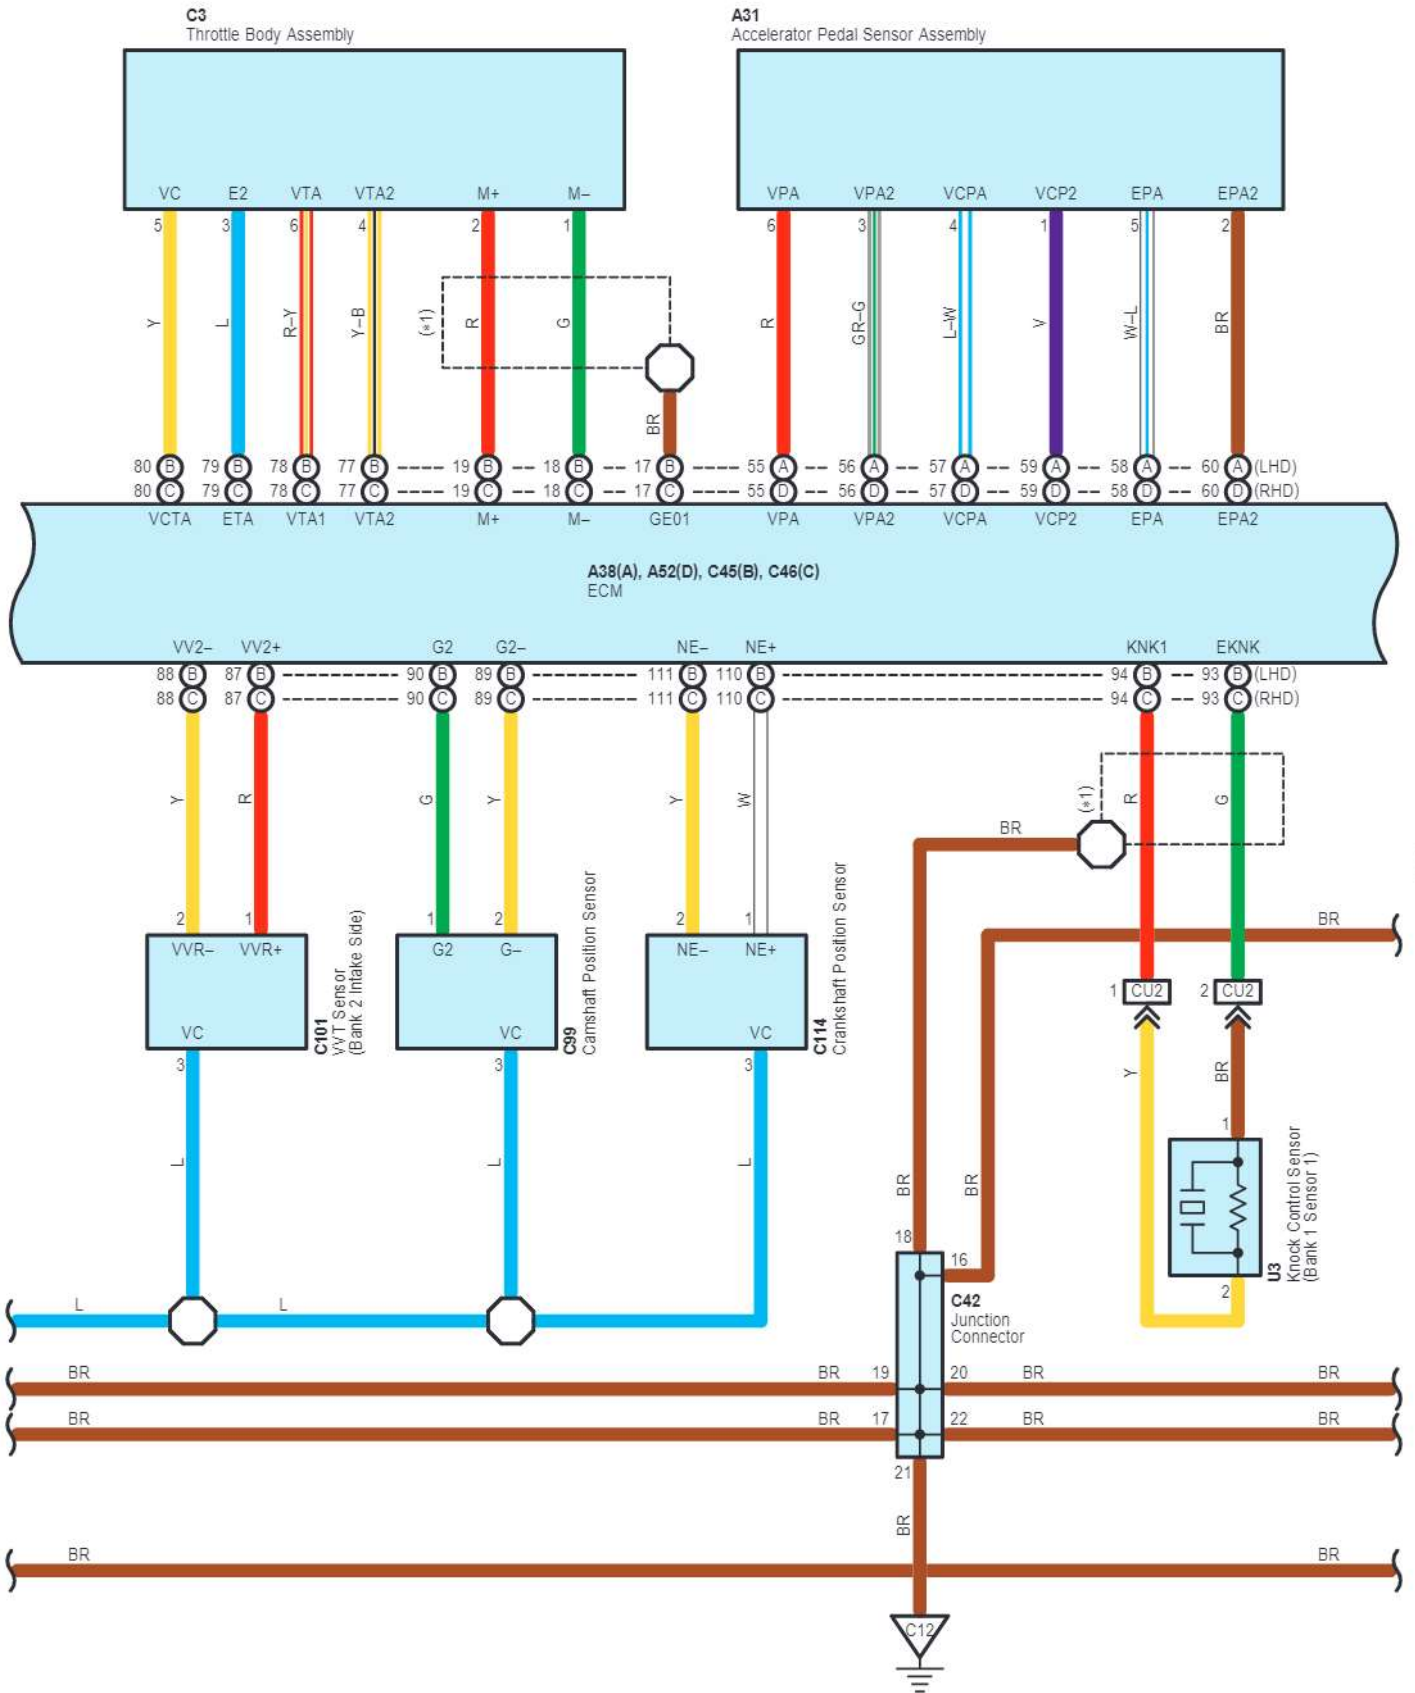 C3
Throttle Body Assembly
A31
Accelerator Pedal Sensor Assembly
VC E2 VTA VTA2 M+ M–
VPA VPA2 VCPA VCP2 EPA EPA2
5 3 6 4 2 1
6 3 4 1 5 2
Y L R–Y Y–B (*1) R G
R GR–G L–W V W–L BR
BR
80 B 79 B 78 B 77 B 19 B 18 B 17 B 55 A 56 A 57 A 59 A 58 A 60 A (LHD)
80 C 79 C 78 C 77 C 19 C 18 C 17 C 55 D 56 D 57 D 59 D 58 D 60 D (RHD)
VCTA ETA VTA1 VTA2 M+ M– GE01 VPA VPA2 VCPA VCP2 EPA EPA2
A38(A), A52(D), C45(B), C46(C)
ECM
VV2– VV2+ G2 G2– NE– NE+ KNK1 EKNK
88 B 87 B 90 B 89 B 111 B 110 B 94 B 93 B (LHD)
88 C 87 C 90 C 89 C 111 C 110 C 94 C 93 C (RHD)
Y R G Y Y W (*1) R G
BR
2 1 1 2 2 1
BR
VVR– VVR+ G2 G– NE– NE+
1 CU2 2 CU2
VC VC VC
C101
VVT Sensor
(Bank 2 Intake Side)
C99
Camshaft Position Sensor
C114
Crankshaft Position Sensor
3 3 3
Y BR
1
L L L
BR BR
U3
Knock Control Sensor
(Bank 1 Sensor 1)
2
18
16
C42
Junction
Connector
L L
BR BR 19 20 BR BR
BR BR 17 22 BR BR
21
BR
BR BR
C12